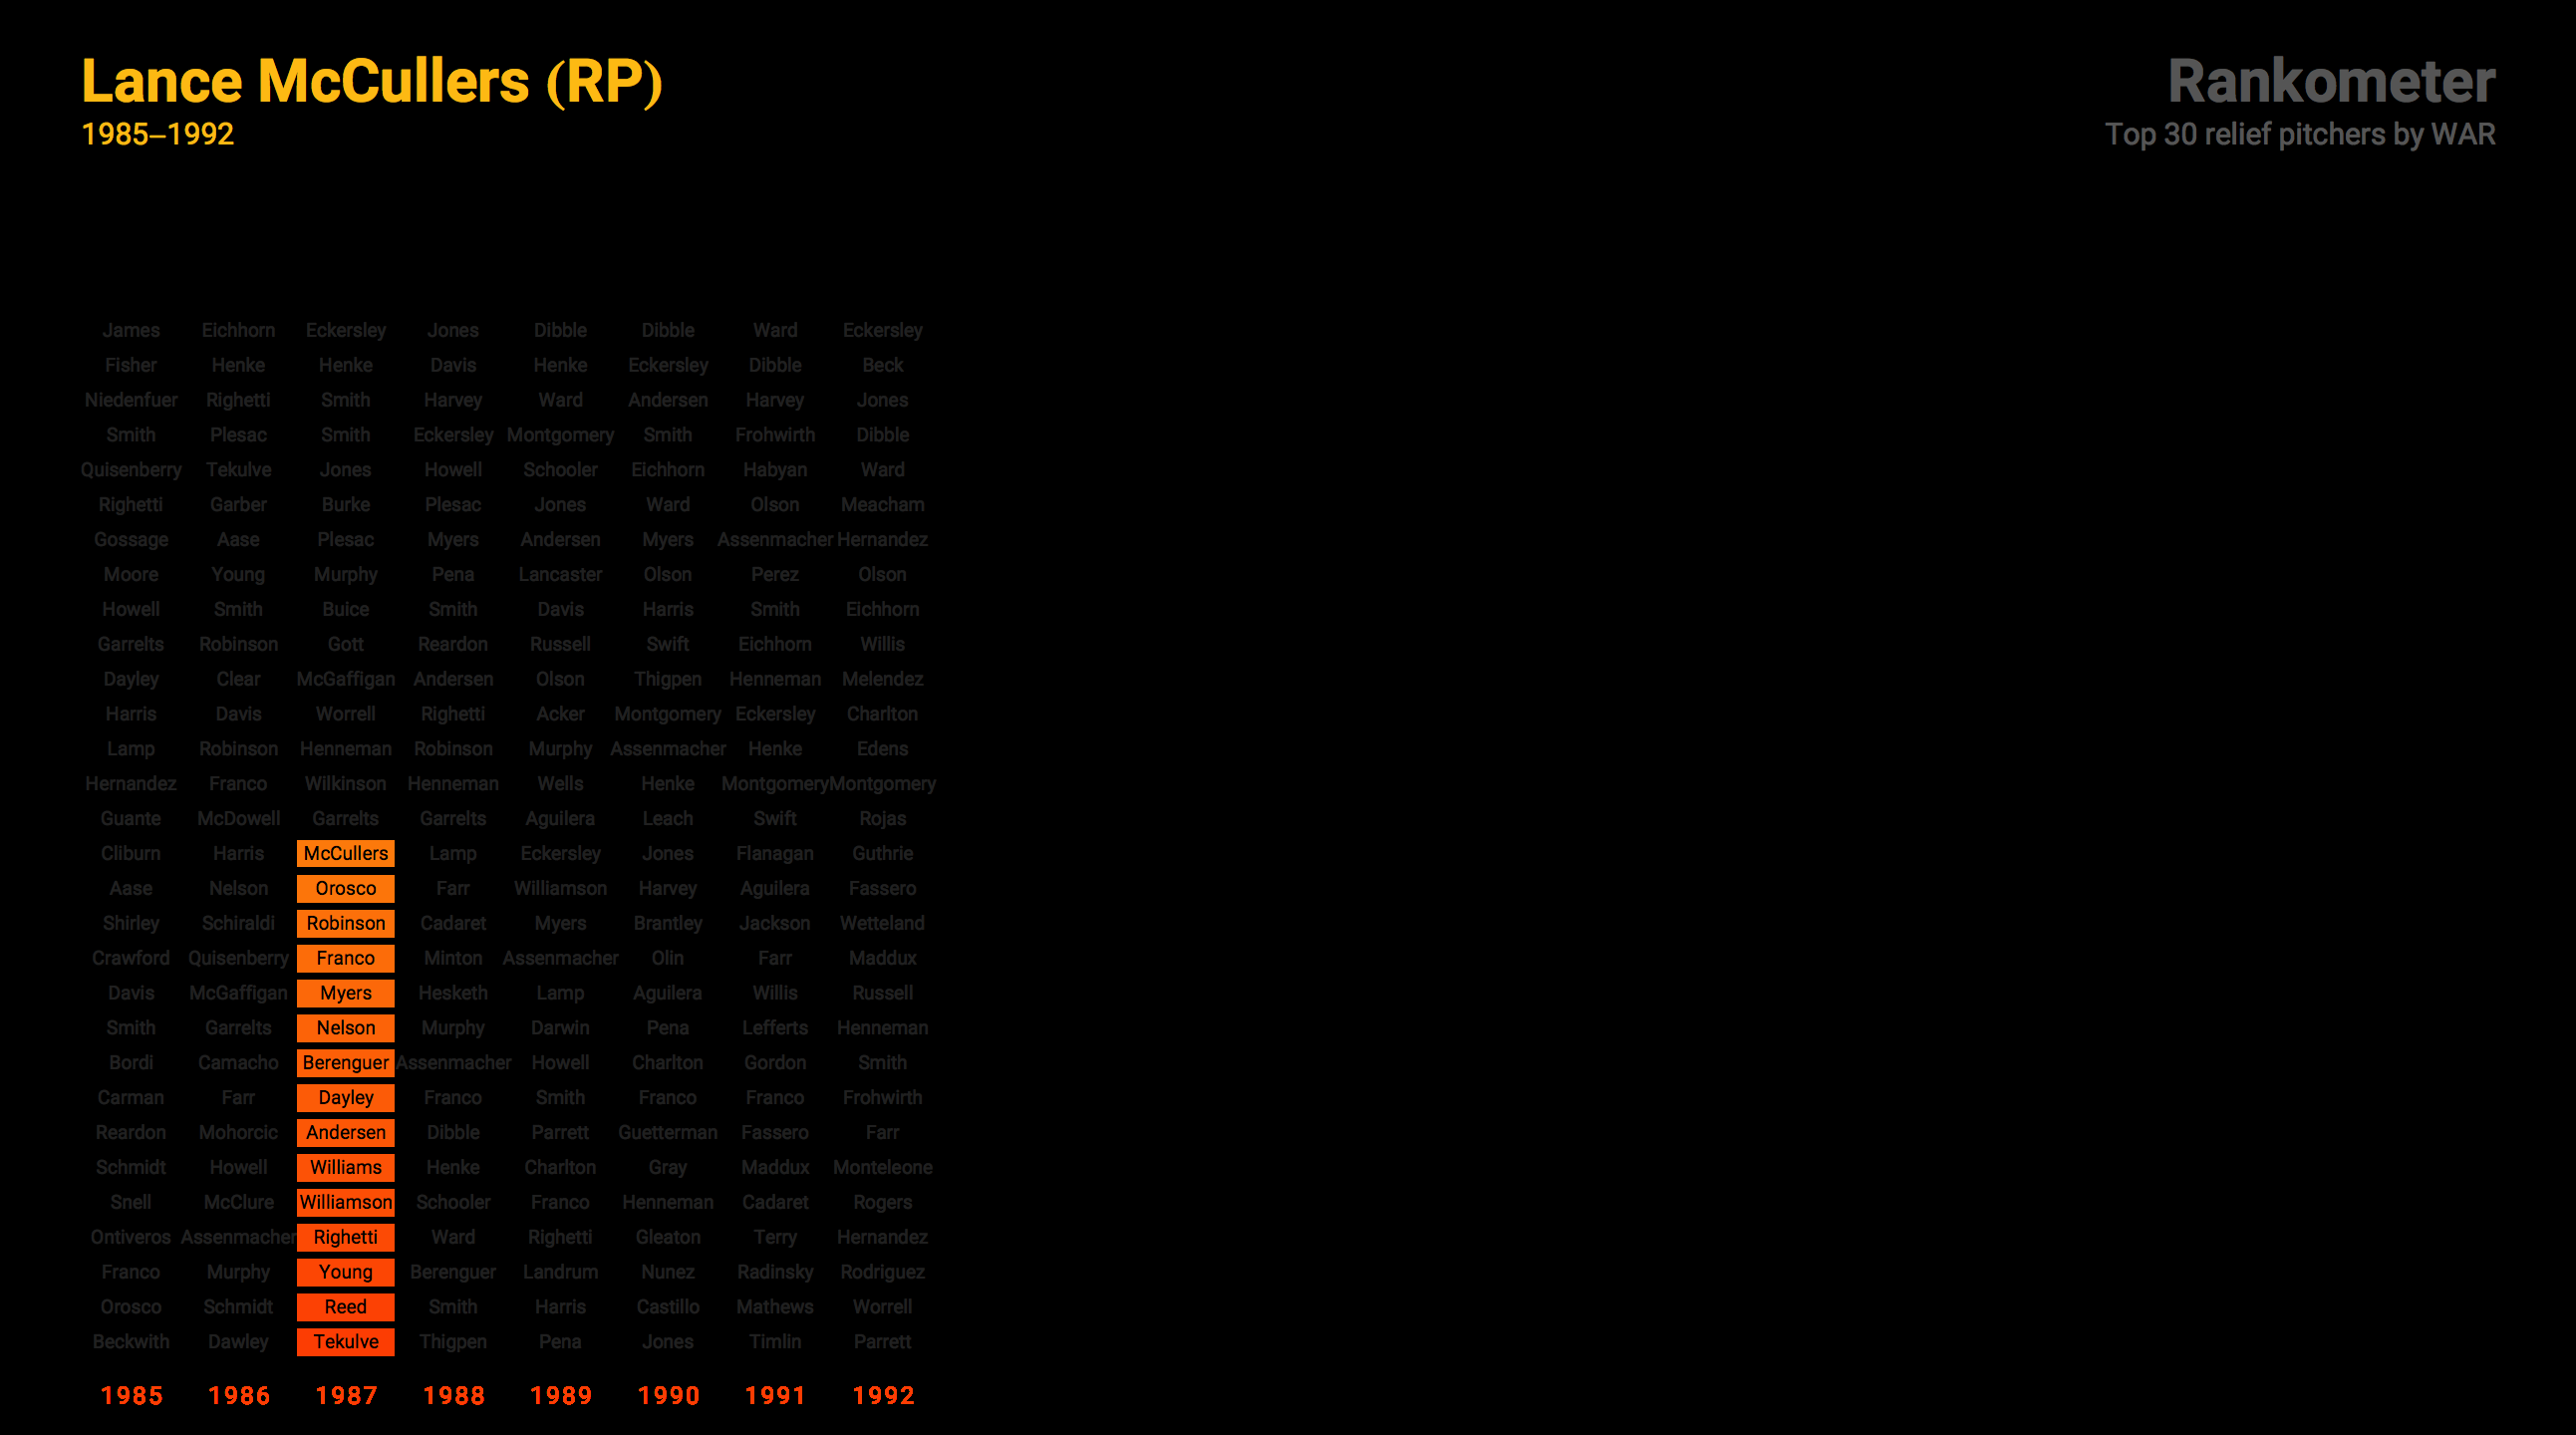 Lance McCullers (RP)
1985–1992
Rankometer
Top 30 relief pitchers by WAR
James Eichhorn Eckersley Jones Dibble Dibble Ward Eckersley
Fisher Henke Henke Davis Henke Eckersley Dibble Beck
Niedenfuer Righetti Smith Harvey Ward Andersen Harvey Jones
Smith Plesac Smith Eckersley Montgomery Smith Frohwirth Dibble
Quisenberry Tekulve Jones Howell Schooler Eichhorn Habyan Ward
Righetti Garber Burke Plesac Jones Ward Olson Meacham
Gossage Aase Plesac Myers Andersen Myers Assenmacher Hernandez
Moore Young Murphy Pena Lancaster Olson Perez Olson
Howell Smith Buice Smith Davis Harris Smith Eichhorn
Garrelts Robinson Gott Reardon Russell Swift Eichhorn Willis
Dayley Clear McGaffigan Andersen Olson Thigpen Henneman Melendez
Harris Davis Worrell Righetti Acker Montgomery Eckersley Charlton
Lamp Robinson Henneman Robinson Murphy Assenmacher Henke Edens
Hernandez Franco Wilkinson Henneman Wells Henke Montgomery Montgomery
Guante McDowell Garrelts Garrelts Aguilera Leach Swift Rojas
Cliburn Harris McCullers Lamp Eckersley Jones Flanagan Guthrie
Aase Nelson Orosco Farr Williamson Harvey Aguilera Fassero
Shirley Schiraldi Robinson Cadaret Myers Brantley Jackson Wetteland
Crawford Quisenberry Franco Minton Assenmacher Olin Farr Maddux
Davis McGaffigan Myers Hesketh Lamp Aguilera Willis Russell
Smith Garrelts Nelson Murphy Darwin Pena Lefferts Henneman
Bordi Camacho Berenguer Assenmacher Howell Charlton Gordon Smith
Carman Farr Dayley Franco Smith Franco Franco Frohwirth
Reardon Mohorcic Andersen Dibble Parrett Guetterman Fassero Farr
Schmidt Howell Williams Henke Charlton Gray Maddux Monteleone
Snell McClure Williamson Schooler Franco Henneman Cadaret Rogers
Ontiveros Assenmacher Righetti Ward Righetti Gleaton Terry Hernandez
Franco Murphy Young Berenguer Landrum Nunez Radinsky Rodriguez
Orosco Schmidt Reed Smith Harris Castillo Mathews Worrell
Beckwith Dawley Tekulve Thigpen Pena Jones Timlin Parrett
1985 1986 1987 1988 1989 1990 1991 1992